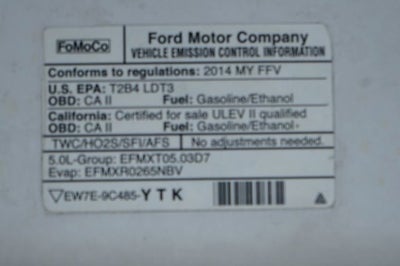 FoMoCo
Ford Motor Company
VEHICLE EMISSION CONTROL INFORMATION
Conforms to regulations: 2014 MY FFV
U.S. EPA: T2B4 LDT3
OBD: CA II Fuel: Gasoline/Ethanol
California: Certified for sale ULEV II qualified
OBD: CA II Fuel: Gasoline/Ethanol
TWC/HO2S/SFI/AFS No adjustments needed.
5.0L-Group: EFMXT05.03D7
Evap: EFMXR0265NBV
EW7E-9C485-YTK